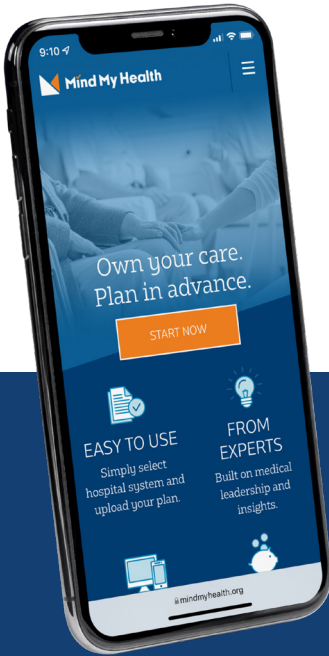 9:10
Mind My Health
Own your care.
Plan in advance.
START NOW
EASY TO USE
Simply select
hospital system and
upload your plan.
FROM
EXPERTS
Built on medical
leadership and
insights.
mindmyhealth.org